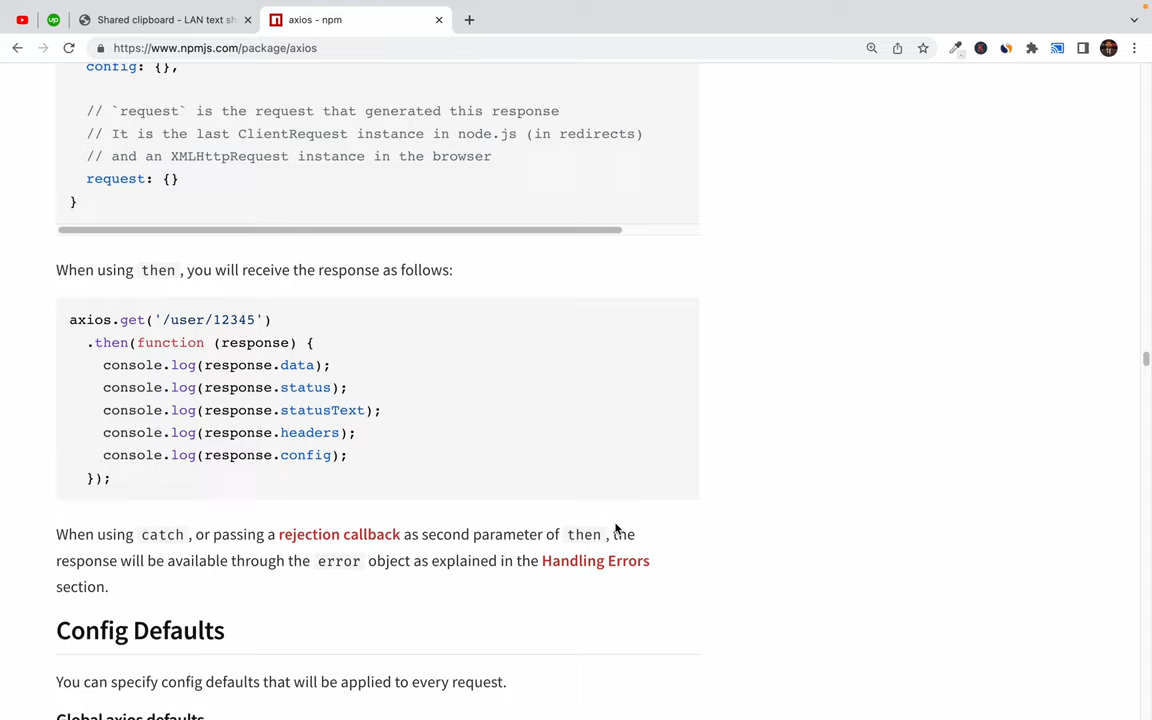 Shared clipboard - LAN text sh
axios - npm
https://www.npmjs.com/package/axios
config: {},
// `request` is the request that generated this response
// It is the last ClientRequest instance in node.js (in redirects)
// and an XMLHttpRequest instance in the browser
request: {}
}
When using then , you will receive the response as follows:
axios.get('/user/12345')
.then(function (response) {
console.log(response.data);
console.log(response.status);
console.log(response.statusText);
console.log(response.headers);
console.log(response.config);
});
When using catch , or passing a rejection callback as second parameter of then , the
response will be available through the error object as explained in the Handling Errors
section.
Config Defaults
You can specify config defaults that will be applied to every request.
Global axios defaults